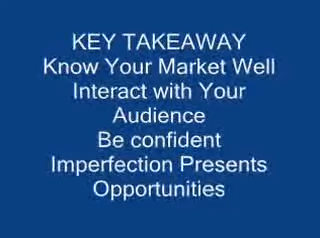 KEY TAKEAWAY
Know Your Market Well
Interact with Your
Audience
Be confident
Imperfection Presents
Opportunities